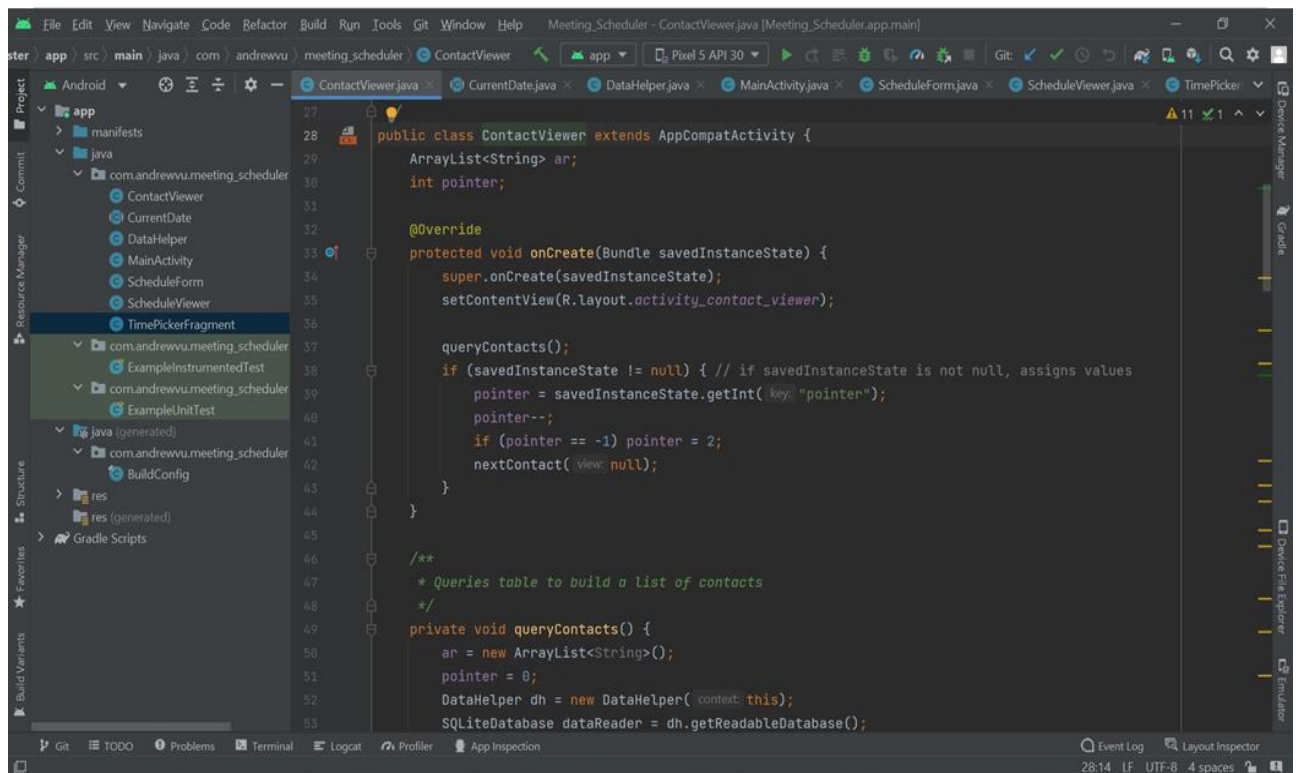 File Edit View Navigate Code Refactor Build Run Tools Git Window Help Meeting_Scheduler - ContactViewer.java [Meeting_Scheduler.app.main]
ster app src main java com andrewvu meeting_scheduler ContactViewer app Pixel 5 API 30 Git:
Android ContactViewer.java CurrentDate.java DataHelper.java MainActivity.java ScheduleForm.java ScheduleViewer.java TimePicker
Project
Commit
Resource Manager
Structure
Favorites
Build Variants
app
manifests
java
com.andrewvu.meeting_scheduler
ContactViewer
CurrentDate
DataHelper
MainActivity
ScheduleForm
ScheduleViewer
TimePickerFragment
com.andrewvu.meeting_scheduler
ExampleInstrumentedTest
com.andrewvu.meeting_scheduler
ExampleUnitTest
java (generated)
com.andrewvu.meeting_scheduler
BuildConfig
res
res (generated)
Gradle Scripts
11 1
27
28 public class ContactViewer extends AppCompatActivity {
29 ArrayList<String> ar;
30 int pointer;
31
32 @Override
33 protected void onCreate(Bundle savedInstanceState) {
34 super.onCreate(savedInstanceState);
35 setContentView(R.layout.activity_contact_viewer);
36
37 queryContacts();
38 if (savedInstanceState != null) { // if savedInstanceState is not null, assigns values
39 pointer = savedInstanceState.getInt( key: "pointer");
40 pointer--;
41 if (pointer == -1) pointer = 2;
42 nextContact( view: null);
43 }
44 }
45
46 /**
47 * Queries table to build a list of contacts
48 */
49 private void queryContacts() {
50 ar = new ArrayList<String>();
51 pointer = 0;
52 DataHelper dh = new DataHelper( context: this);
53 SQLiteDatabase dataReader = dh.getReadableDatabase();
Device Manager
Gradle
Device File Explorer
Emulator
Git TODO Problems Terminal Logcat Profiler App Inspection Event Log Layout Inspector
28:14 LF UTF-8 4 spaces